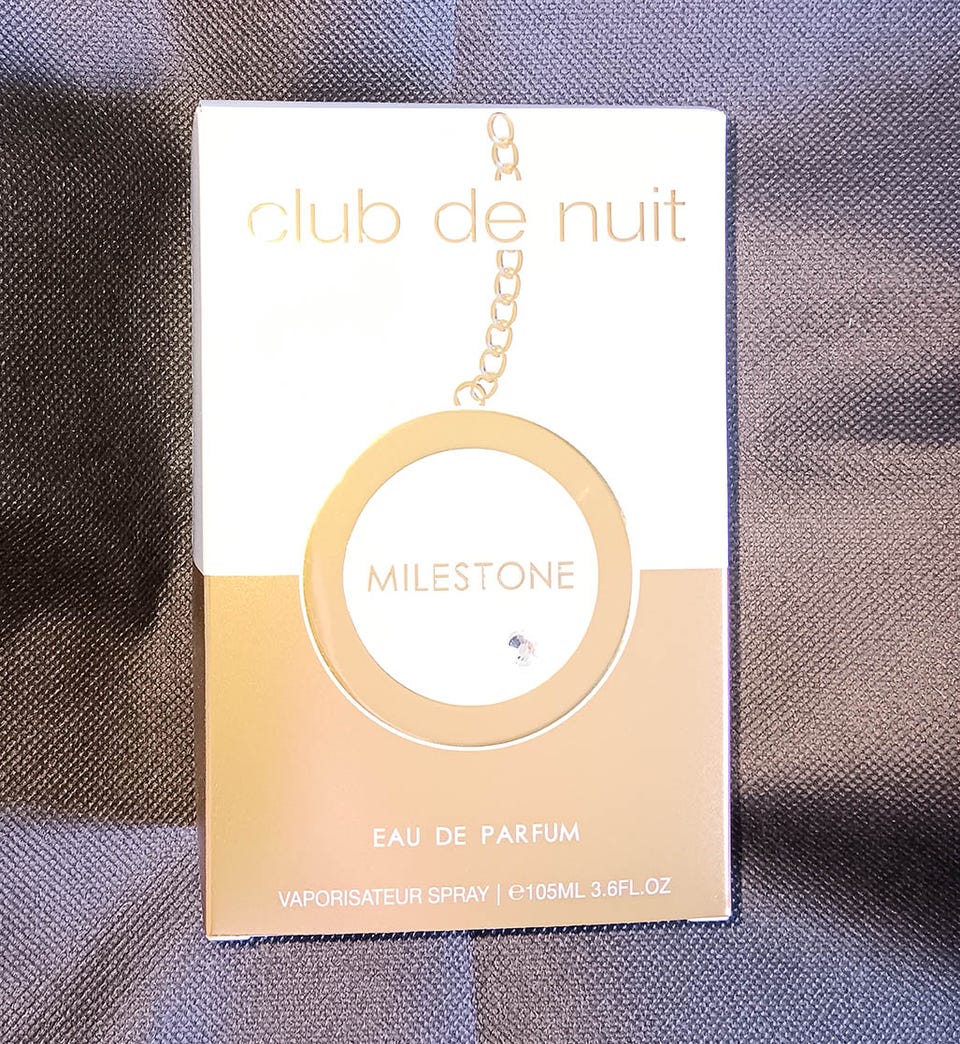 club de nuit
MILESTONE
EAU DE PARFUM
VAPORISATEUR SPRAY | ℮105ML 3.6FL.OZ